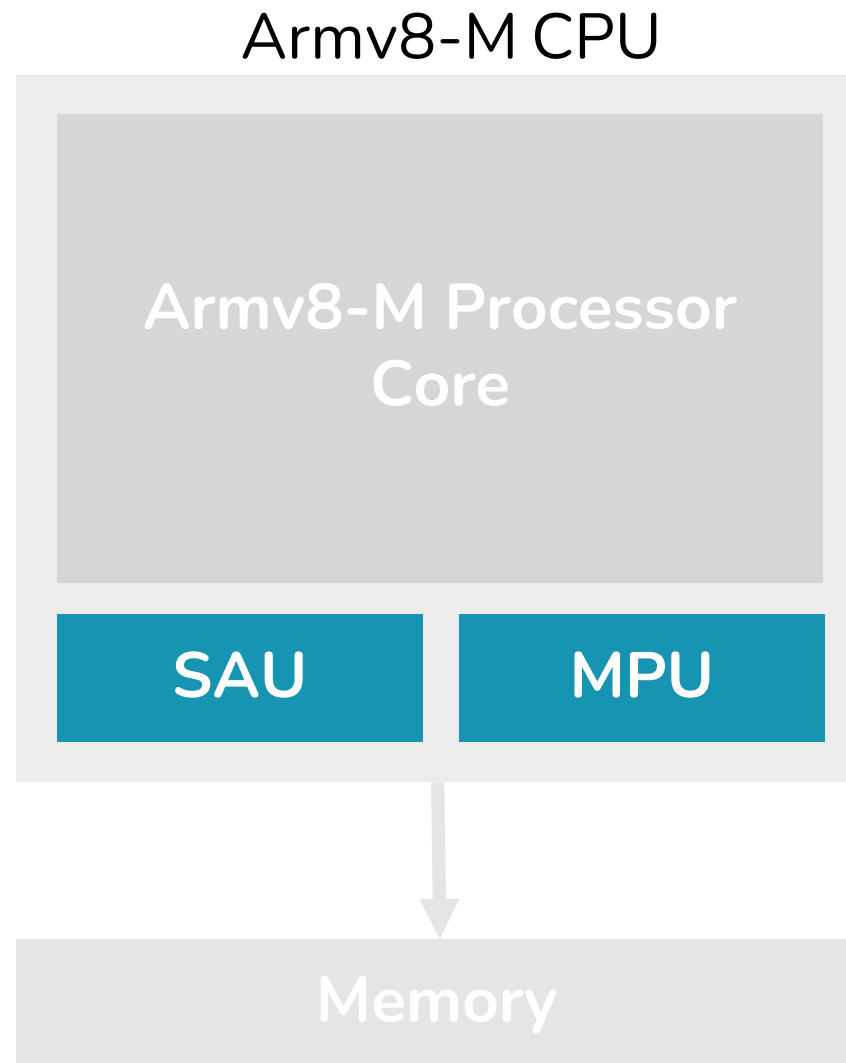 Armv8-M CPU
Armv8-M Processor
Core
SAU
MPU
Memory